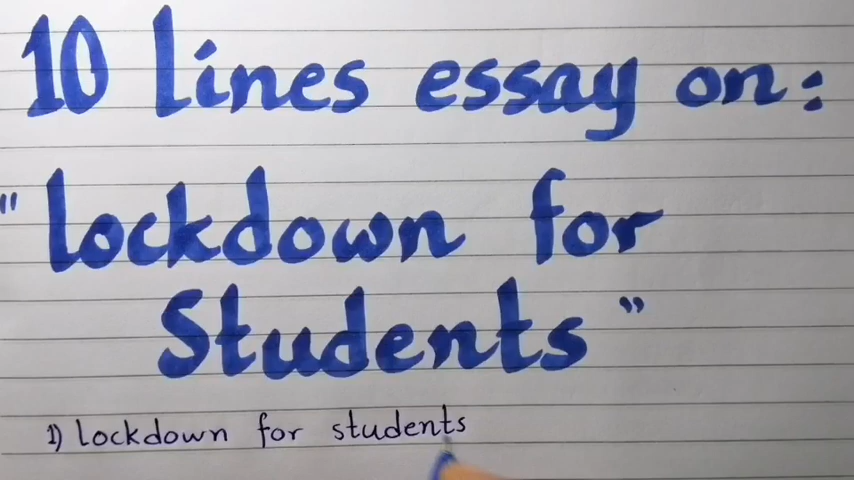 10 lines essay on:
"lockdown for
Students"
1) lockdown for students